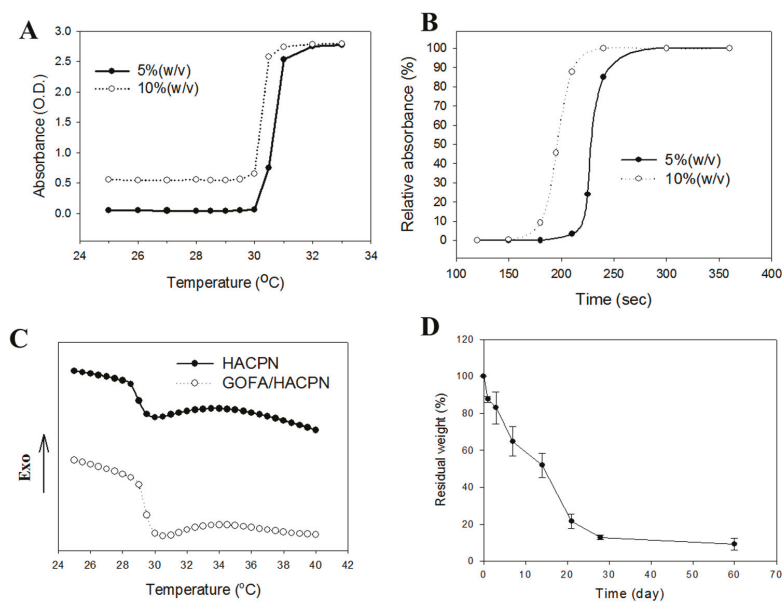 A
3.0
2.5
2.0
1.5
1.0
0.5
0.0
Absorbance (O.D.)
5%(w/v)
10%(w/v)
24 26 28 30 32 34
Temperature (°C)
B
100
90
80
70
60
50
40
30
20
10
0
Relative absorbance (%)
5%(w/v)
10%(w/v)
100 150 200 250 300 350 400
Time (sec)
C
HACPN
GOFA/HACPN
Exo
24 26 28 30 32 34 36 38 40 42
Temperature (°C)
D
120
100
80
60
40
20
0
Residual weight (%)
0 10 20 30 40 50 60 70
Time (day)